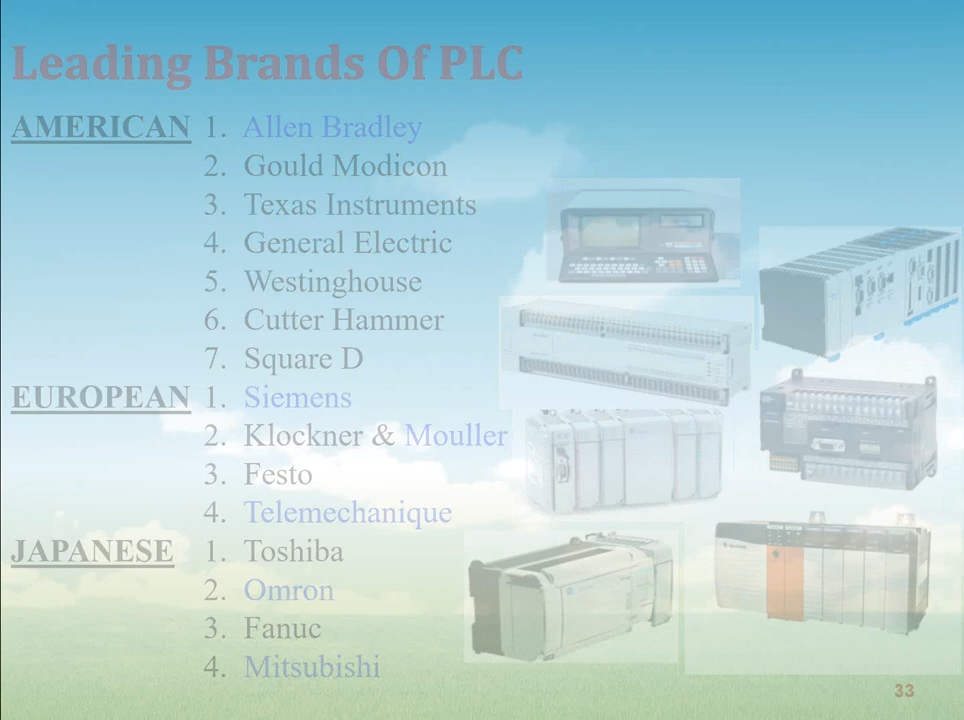 Leading Brands Of PLC
AMERICAN 1. Allen Bradley
2. Gould Modicon
3. Texas Instruments
4. General Electric
5. Westinghouse
6. Cutter Hammer
7. Square D
EUROPEAN 1. Siemens
2. Klockner & Mouller
3. Festo
4. Telemechanique
JAPANESE 1. Toshiba
2. Omron
3. Fanuc
4. Mitsubishi
33